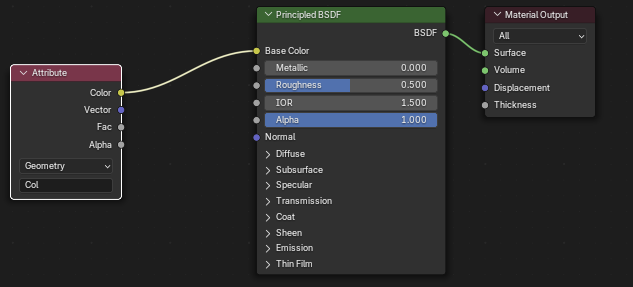 Attribute
Color
Vector
Fac
Alpha
Geometry
Col
Principled BSDF
BSDF
Base Color
Metallic 0.000
Roughness 0.500
IOR 1.500
Alpha 1.000
Normal
Diffuse
Subsurface
Specular
Transmission
Coat
Sheen
Emission
Thin Film
Material Output
All
Surface
Volume
Displacement
Thickness